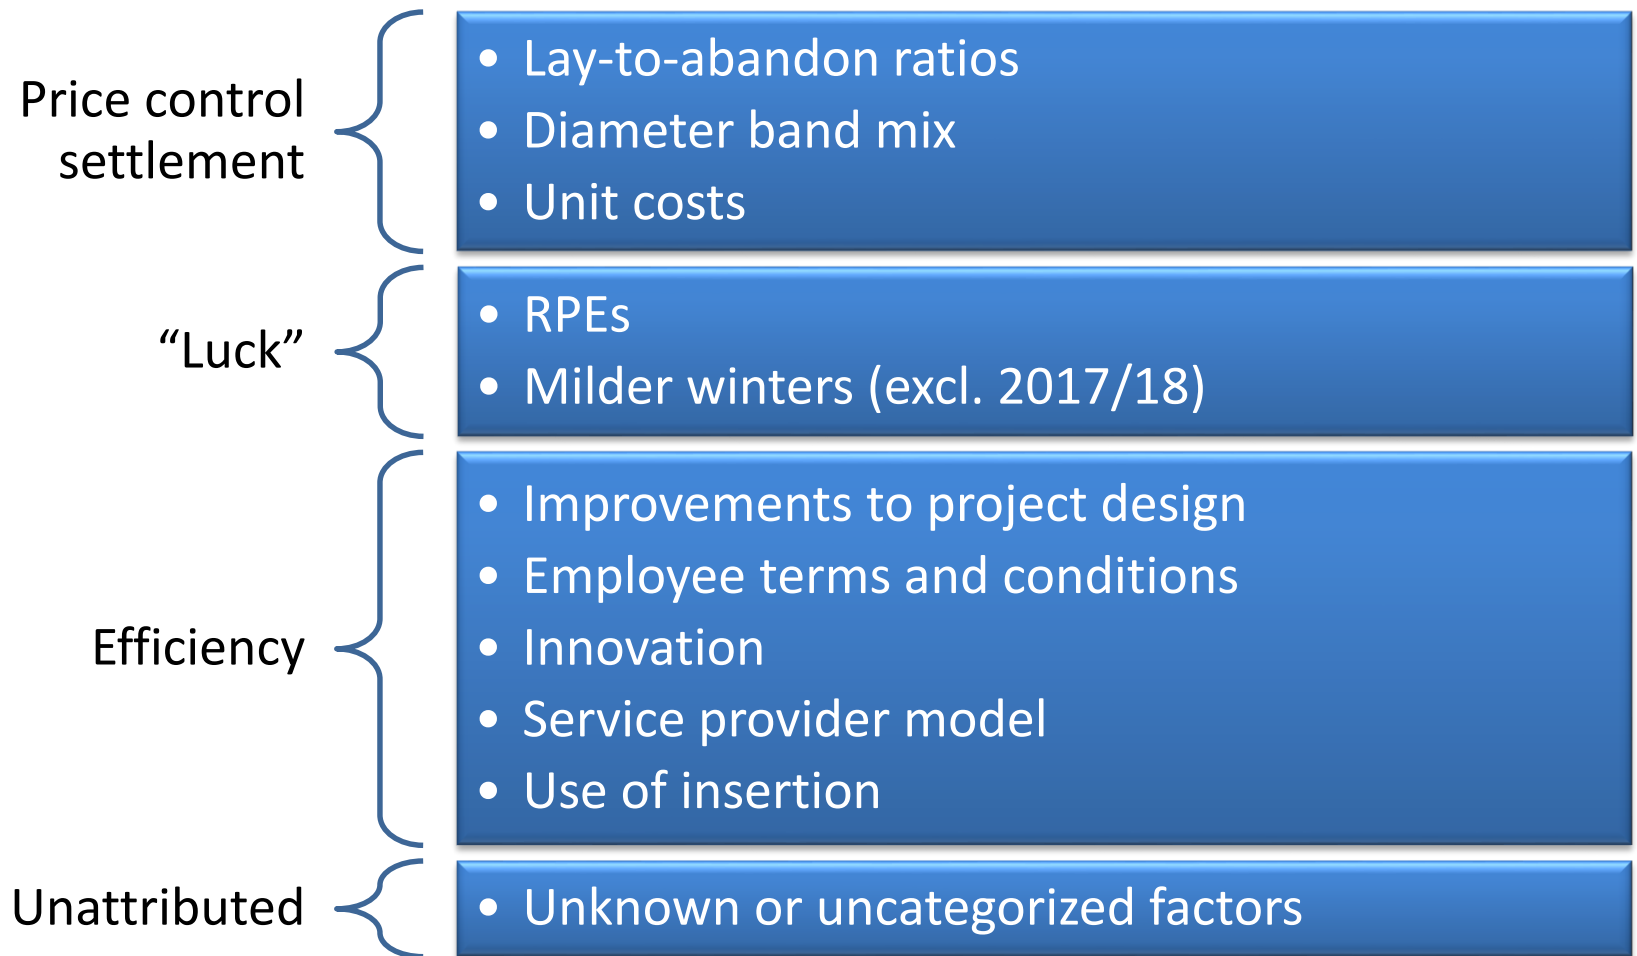 Price control
settlement
• Lay-to-abandon ratios
• Diameter band mix
• Unit costs
“Luck”
• RPEs
• Milder winters (excl. 2017/18)
Efficiency
• Improvements to project design
• Employee terms and conditions
• Innovation
• Service provider model
• Use of insertion
Unattributed
• Unknown or uncategorized factors